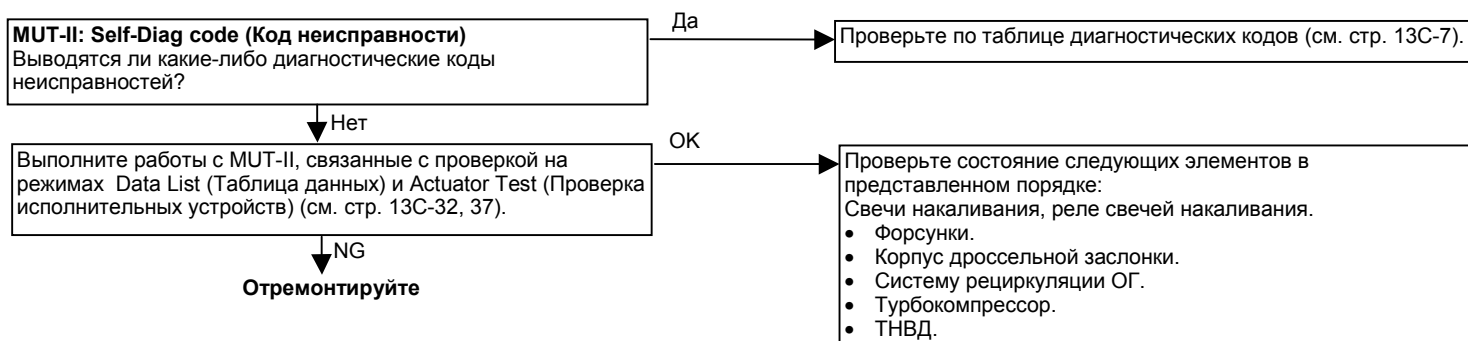 MUT-II: Self-Diag code (Код неисправности)
Выводятся ли какие-либо диагностические коды
неисправностей?
Да
Проверьте по таблице диагностических кодов (см. стр. 13C-7).
Нет
Выполните работы с MUT-II, связанные с проверкой на
режимах Data List (Таблица данных) и Actuator Test (Проверка
исполнительных устройств) (см. стр. 13C-32, 37).
OK
Проверьте состояние следующих элементов в
представленном порядке:
Свечи накаливания, реле свечей накаливания.
• Форсунки.
• Корпус дроссельной заслонки.
• Систему рециркуляции ОГ.
• Турбокомпрессор.
• ТНВД.
NG
Отремонтируйте